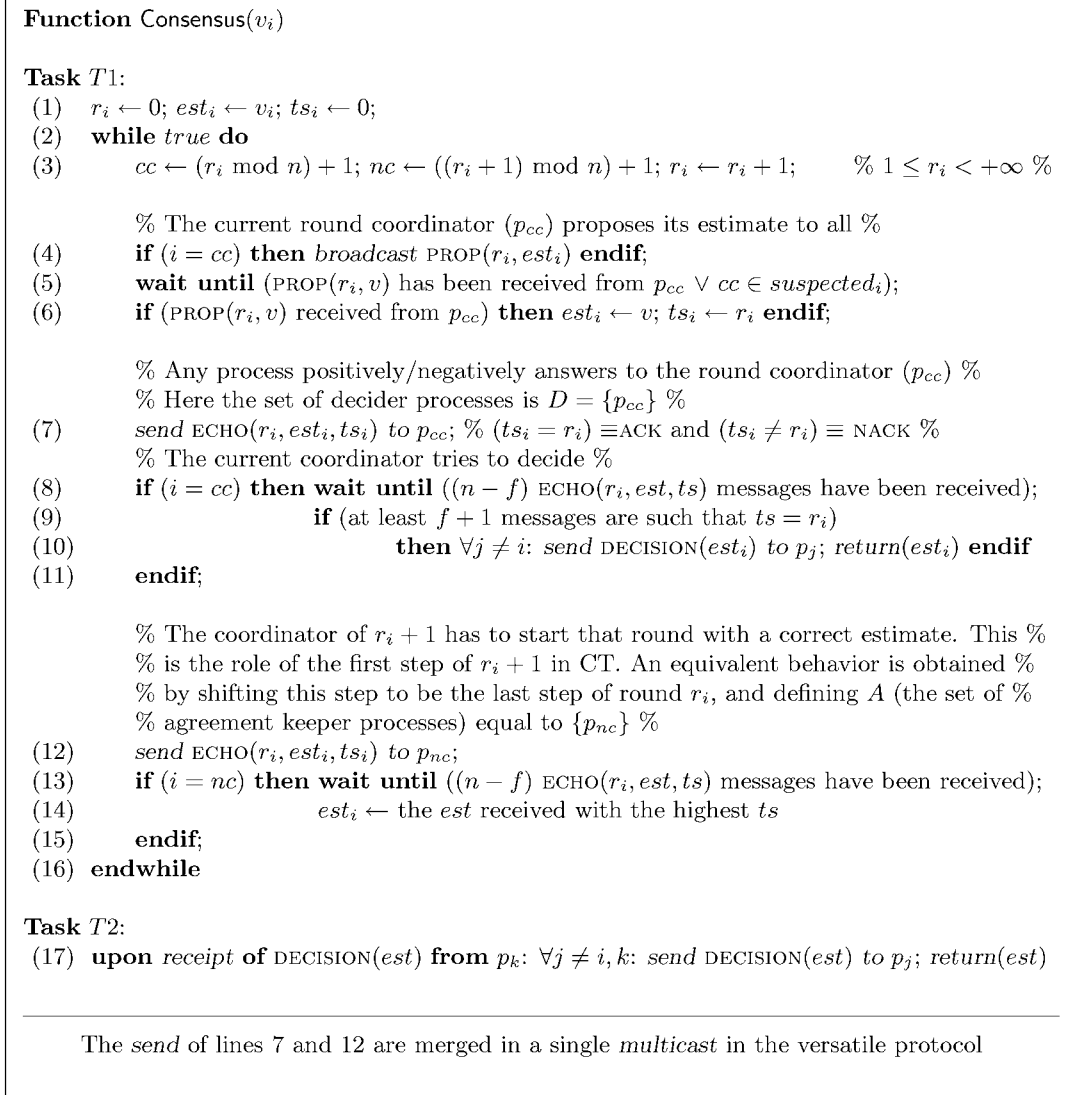 Function Consensus(vᵢ)
Task T1:
(1) rᵢ ← 0; estᵢ ← vᵢ; tsᵢ ← 0;
(2) while true do
(3) cc ← (rᵢ mod n) + 1; nc ← ((rᵢ + 1) mod n) + 1; rᵢ ← rᵢ + 1; % 1 ≤ rᵢ < +∞ %
% The current round coordinator (p_cc) proposes its estimate to all %
(4) if (i = cc) then broadcast PROP(rᵢ, estᵢ) endif;
(5) wait until (PROP(rᵢ, v) has been received from p_cc ∨ cc ∈ suspectedᵢ);
(6) if (PROP(rᵢ, v) received from p_cc) then estᵢ ← v; tsᵢ ← rᵢ endif;
% Any process positively/negatively answers to the round coordinator (p_cc) %
% Here the set of decider processes is D = {p_cc} %
(7) send ECHO(rᵢ, estᵢ, tsᵢ) to p_cc; % (tsᵢ = rᵢ) ≡ACK and (tsᵢ ≠ rᵢ) ≡ NACK %
% The current coordinator tries to decide %
(8) if (i = cc) then wait until ((n − f) ECHO(rᵢ, est, ts) messages have been received);
(9) if (at least f + 1 messages are such that ts = rᵢ)
(10) then ∀j ≠ i: send DECISION(estᵢ) to pⱼ; return(estᵢ) endif
(11) endif;
% The coordinator of rᵢ + 1 has to start that round with a correct estimate. This %
% is the role of the first step of rᵢ + 1 in CT. An equivalent behavior is obtained %
% by shifting this step to be the last step of round rᵢ, and defining A (the set of %
% agreement keeper processes) equal to {p_nc} %
(12) send ECHO(rᵢ, estᵢ, tsᵢ) to p_nc;
(13) if (i = nc) then wait until ((n − f) ECHO(rᵢ, est, ts) messages have been received);
(14) estᵢ ← the est received with the highest ts
(15) endif;
(16) endwhile
Task T2:
(17) upon receipt of DECISION(est) from pₖ: ∀j ≠ i, k: send DECISION(est) to pⱼ; return(est)
The send of lines 7 and 12 are merged in a single multicast in the versatile protocol